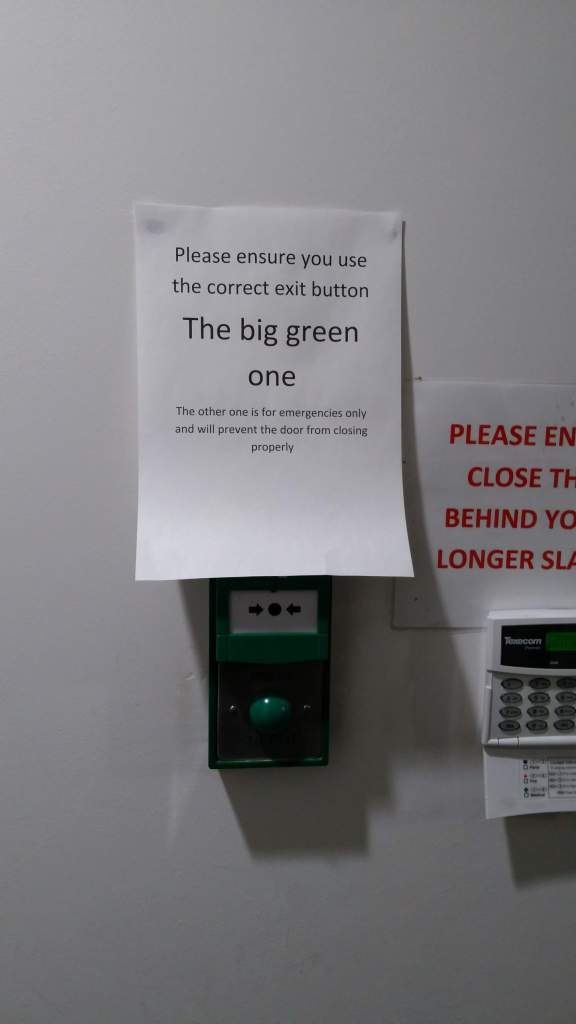 Please ensure you use
the correct exit button
The big green
one
The other one is for emergencies only
and will prevent the door from closing
properly
PLEASE EN
CLOSE TH
BEHIND YO
LONGER SLA
Texecom